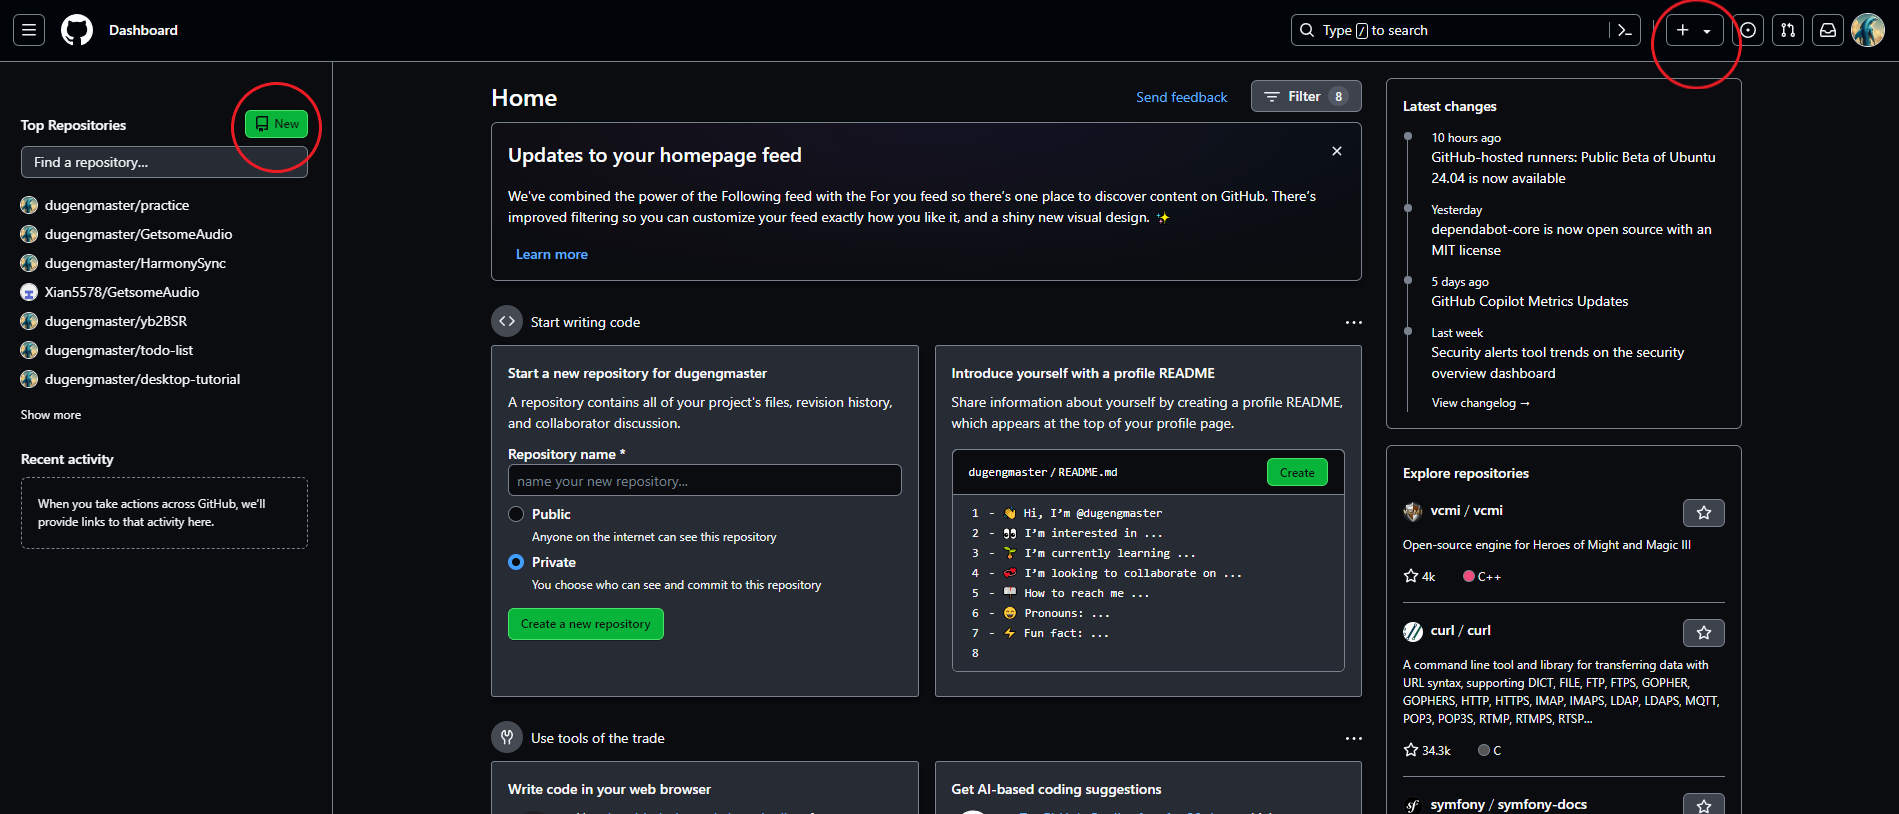 Dashboard
Type / to search
Top Repositories
New
Find a repository...
dugengmaster/practice
dugengmaster/GetsomeAudio
dugengmaster/HarmonySync
Xian5578/GetsomeAudio
dugengmaster/yb2BSR
dugengmaster/todo-list
dugengmaster/desktop-tutorial
Show more
Recent activity
When you take actions across GitHub, we'll
provide links to that activity here.
Home
Send feedback
Filter 8
Updates to your homepage feed
We've combined the power of the Following feed with the For you feed so there's one place to discover content on GitHub. There's
improved filtering so you can customize your feed exactly how you like it, and a shiny new visual design. ✨
Learn more
Start writing code
Start a new repository for dugengmaster
A repository contains all of your project's files, revision history,
and collaborator discussion.
Repository name *
name your new repository...
Public
Anyone on the internet can see this repository
Private
You choose who can see and commit to this repository
Create a new repository
Introduce yourself with a profile README
Share information about yourself by creating a profile README,
which appears at the top of your profile page.
dugengmaster / README.md
Create
1 - 👋 Hi, I'm @dugengmaster
2 - 👀 I'm interested in ...
3 - 🌱 I'm currently learning ...
4 - 💞️ I'm looking to collaborate on ...
5 - 📫 How to reach me ...
6 - 😄 Pronouns: ...
7 - ⚡ Fun fact: ...
8
Use tools of the trade
Write code in your web browser
Get AI-based coding suggestions
Latest changes
10 hours ago
GitHub-hosted runners: Public Beta of Ubuntu
24.04 is now available
Yesterday
dependabot-core is now open source with an
MIT license
5 days ago
GitHub Copilot Metrics Updates
Last week
Security alerts tool trends on the security
overview dashboard
View changelog →
Explore repositories
vcmi / vcmi
Open-source engine for Heroes of Might and Magic III
4k C++
curl / curl
A command line tool and library for transferring data with
URL syntax, supporting DICT, FILE, FTP, FTPS, GOPHER,
GOPHERS, HTTP, HTTPS, IMAP, IMAPS, LDAP, LDAPS, MQTT,
POP3, POP3S, RTMP, RTMPS, RTSP...
34.3k C
symfony / symfony-docs